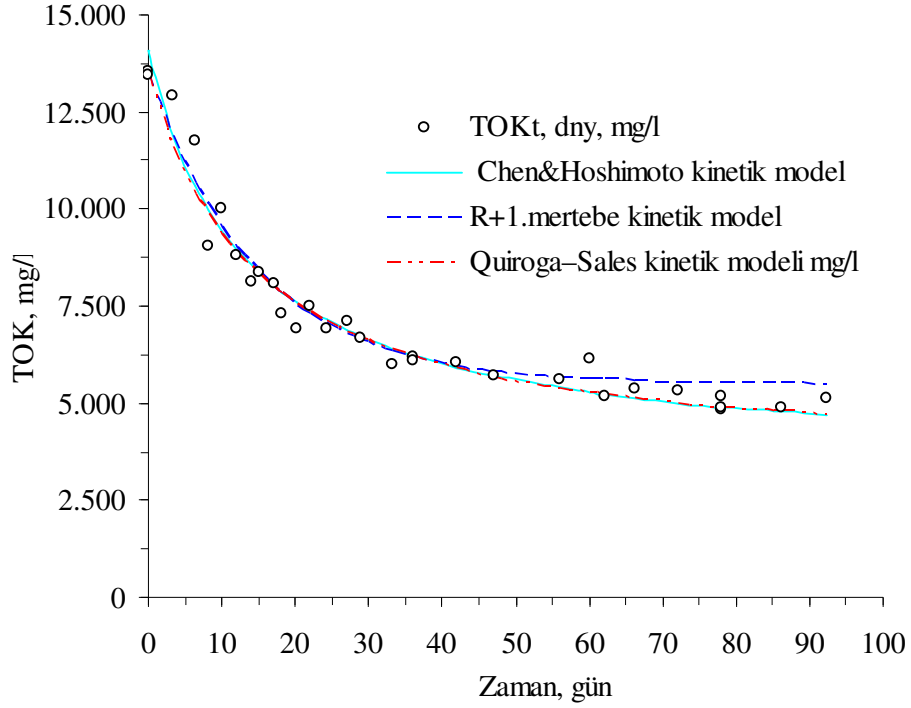 15.000
12.500
10.000
7.500
5.000
2.500
0
TOK, mg/l
TOKt, dny, mg/l
Chen&Hoshimoto kinetik model
R+1.mertebe kinetik model
Quiroga–Sales kinetik modeli mg/l
0 10 20 30 40 50 60 70 80 90 100
Zaman, gün